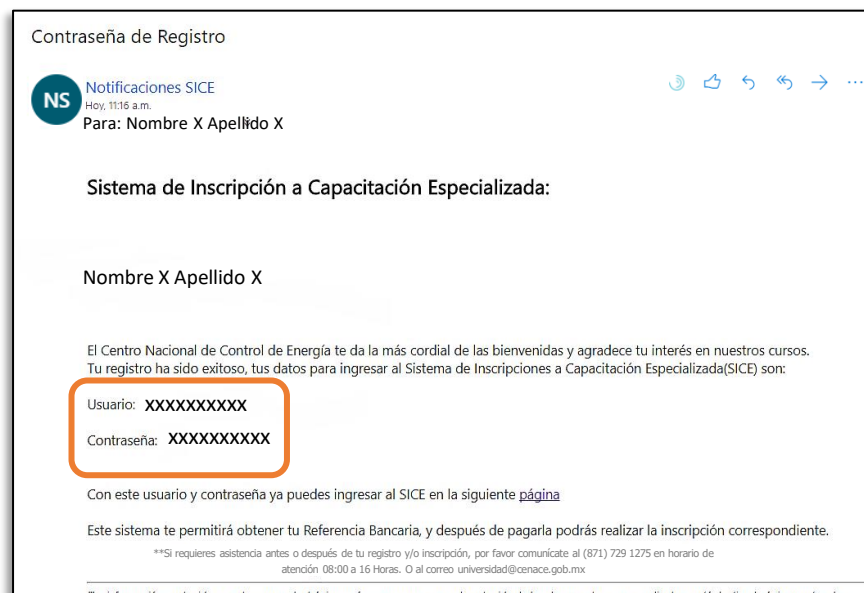 Contraseña de Registro
NS
Notificaciones SICE
Hoy, 11:16 a.m.
Para: Nombre X Apellido X
Sistema de Inscripción a Capacitación Especializada:
Nombre X Apellido X
El Centro Nacional de Control de Energía te da la más cordial de las bienvenidas y agradece tu interés en nuestros cursos.
Tu registro ha sido exitoso, tus datos para ingresar al Sistema de Inscripciones a Capacitación Especializada(SICE) son:
Usuario: XXXXXXXXXX
Contraseña: XXXXXXXXXX
Con este usuario y contraseña ya puedes ingresar al SICE en la siguiente página
Este sistema te permitirá obtener tu Referencia Bancaria, y después de pagarla podrás realizar la inscripción correspondiente.
**Si requieres asistencia antes o después de tu registro y/o inscripción, por favor comunícate al (871) 729 1275 en horario de
atención 08:00 a 16 Horas. O al correo universidad@cenace.gob.mx